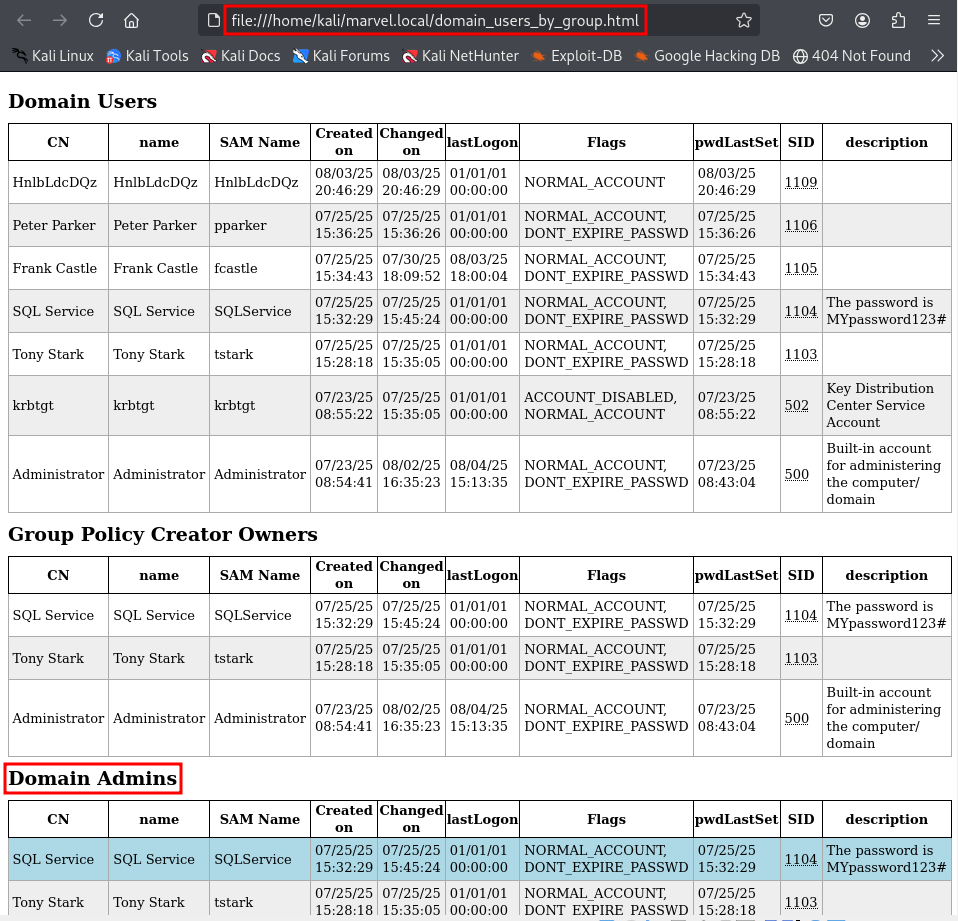 file:///home/kali/marvel.local/domain_users_by_group.html
Kali Linux Kali Tools Kali Docs Kali Forums Kali NetHunter Exploit-DB Google Hacking DB 404 Not Found
Domain Users
CN name SAM Name Created on Changed on lastLogon Flags pwdLastSet SID description
HnlbLdcDQz HnlbLdcDQz HnlbLdcDQz 08/03/25 20:46:29 08/03/25 20:46:29 01/01/01 00:00:00 NORMAL_ACCOUNT 08/03/25 20:46:29 1109
Peter Parker Peter Parker pparker 07/25/25 15:36:25 07/25/25 15:36:26 01/01/01 00:00:00 NORMAL_ACCOUNT, DONT_EXPIRE_PASSWD 07/25/25 15:36:26 1106
Frank Castle Frank Castle fcastle 07/25/25 15:34:43 07/30/25 18:09:52 08/03/25 18:00:04 NORMAL_ACCOUNT, DONT_EXPIRE_PASSWD 07/25/25 15:34:43 1105
SQL Service SQL Service SQLService 07/25/25 15:32:29 07/25/25 15:45:24 01/01/01 00:00:00 NORMAL_ACCOUNT, DONT_EXPIRE_PASSWD 07/25/25 15:32:29 1104 The password is MYpassword123#
Tony Stark Tony Stark tstark 07/25/25 15:28:18 07/25/25 15:35:05 01/01/01 00:00:00 NORMAL_ACCOUNT, DONT_EXPIRE_PASSWD 07/25/25 15:28:18 1103
krbtgt krbtgt krbtgt 07/23/25 08:55:22 07/25/25 15:35:05 01/01/01 00:00:00 ACCOUNT_DISABLED, NORMAL_ACCOUNT 07/23/25 08:55:22 502 Key Distribution Center Service Account
Administrator Administrator Administrator 07/23/25 08:54:41 08/02/25 16:35:23 08/04/25 15:13:35 NORMAL_ACCOUNT, DONT_EXPIRE_PASSWD 07/23/25 08:43:04 500 Built-in account for administering the computer/ domain
Group Policy Creator Owners
CN name SAM Name Created on Changed on lastLogon Flags pwdLastSet SID description
SQL Service SQL Service SQLService 07/25/25 15:32:29 07/25/25 15:45:24 01/01/01 00:00:00 NORMAL_ACCOUNT, DONT_EXPIRE_PASSWD 07/25/25 15:32:29 1104 The password is MYpassword123#
Tony Stark Tony Stark tstark 07/25/25 15:28:18 07/25/25 15:35:05 01/01/01 00:00:00 NORMAL_ACCOUNT, DONT_EXPIRE_PASSWD 07/25/25 15:28:18 1103
Administrator Administrator Administrator 07/23/25 08:54:41 08/02/25 16:35:23 08/04/25 15:13:35 NORMAL_ACCOUNT, DONT_EXPIRE_PASSWD 07/23/25 08:43:04 500 Built-in account for administering the computer/ domain
Domain Admins
CN name SAM Name Created on Changed on lastLogon Flags pwdLastSet SID description
SQL Service SQL Service SQLService 07/25/25 15:32:29 07/25/25 15:45:24 01/01/01 00:00:00 NORMAL_ACCOUNT, DONT_EXPIRE_PASSWD 07/25/25 15:32:29 1104 The password is MYpassword123#
Tony Stark Tony Stark tstark 07/25/25 15:28:18 07/25/25 15:35:05 01/01/01 00:00:00 NORMAL_ACCOUNT, DONT_EXPIRE_PASSWD 07/25/25 15:28:18 1103